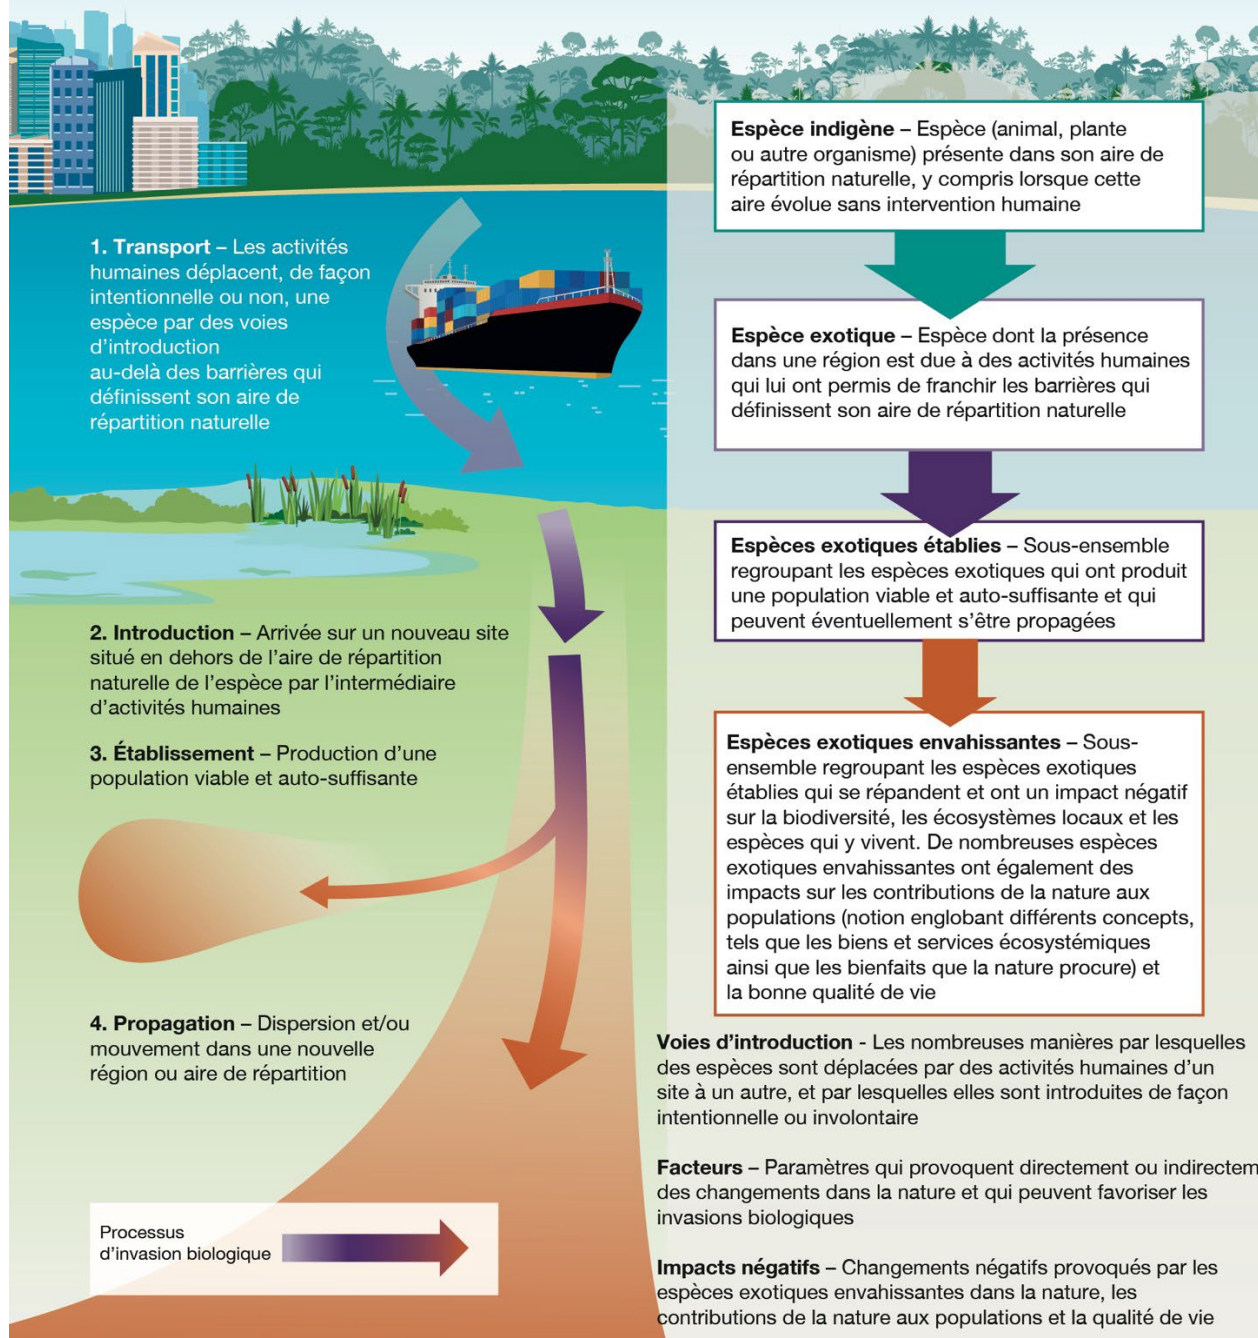 1. Transport – Les activités
humaines déplacent, de façon
intentionnelle ou non, une
espèce par des voies
d’introduction
au-delà des barrières qui
définissent son aire de
répartition naturelle
2. Introduction – Arrivée sur un nouveau site
situé en dehors de l’aire de répartition
naturelle de l’espèce par l’intermédiaire
d’activités humaines
3. Établissement – Production d’une
population viable et auto-suffisante
4. Propagation – Dispersion et/ou
mouvement dans une nouvelle
région ou aire de répartition
Processus
d’invasion biologique
Espèce indigène – Espèce (animal, plante
ou autre organisme) présente dans son aire de
répartition naturelle, y compris lorsque cette
aire évolue sans intervention humaine
Espèce exotique – Espèce dont la présence
dans une région est due à des activités humaines
qui lui ont permis de franchir les barrières qui
définissent son aire de répartition naturelle
Espèces exotiques établies – Sous-ensemble
regroupant les espèces exotiques qui ont produit
une population viable et auto-suffisante et qui
peuvent éventuellement s’être propagées
Espèces exotiques envahissantes – Sous-
ensemble regroupant les espèces exotiques
établies qui se répandent et ont un impact négatif
sur la biodiversité, les écosystèmes locaux et les
espèces qui y vivent. De nombreuses espèces
exotiques envahissantes ont également des
impacts sur les contributions de la nature aux
populations (notion englobant différents concepts,
tels que les biens et services écosystémiques
ainsi que les bienfaits que la nature procure) et
la bonne qualité de vie
Voies d’introduction - Les nombreuses manières par lesquelles
des espèces sont déplacées par des activités humaines d’un
site à un autre, et par lesquelles elles sont introduites de façon
intentionnelle ou involontaire
Facteurs – Paramètres qui provoquent directement ou indirectem
des changements dans la nature et qui peuvent favoriser les
invasions biologiques
Impacts négatifs – Changements négatifs provoqués par les
espèces exotiques envahissantes dans la nature, les
contributions de la nature aux populations et la qualité de vie